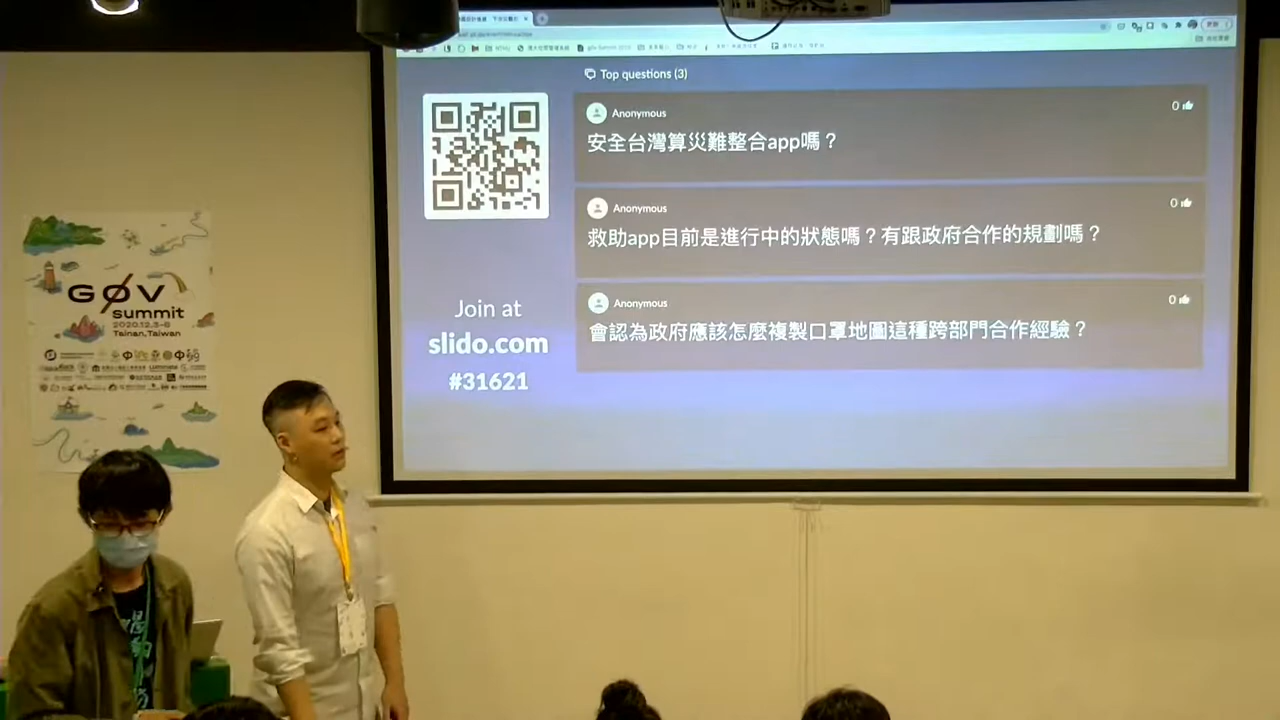 Top questions (3)
Anonymous
0
安全台灣算災難整合app嗎？
Anonymous
0
救助app目前是進行中的狀態嗎？有跟政府合作的規劃嗎？
Anonymous
0
會認為政府應該怎麼複製口罩地圖這種跨部門合作經驗？
Join at
slido.com
#31621
GØV
summit
2020.12.3-6
Tainan, Taiwan